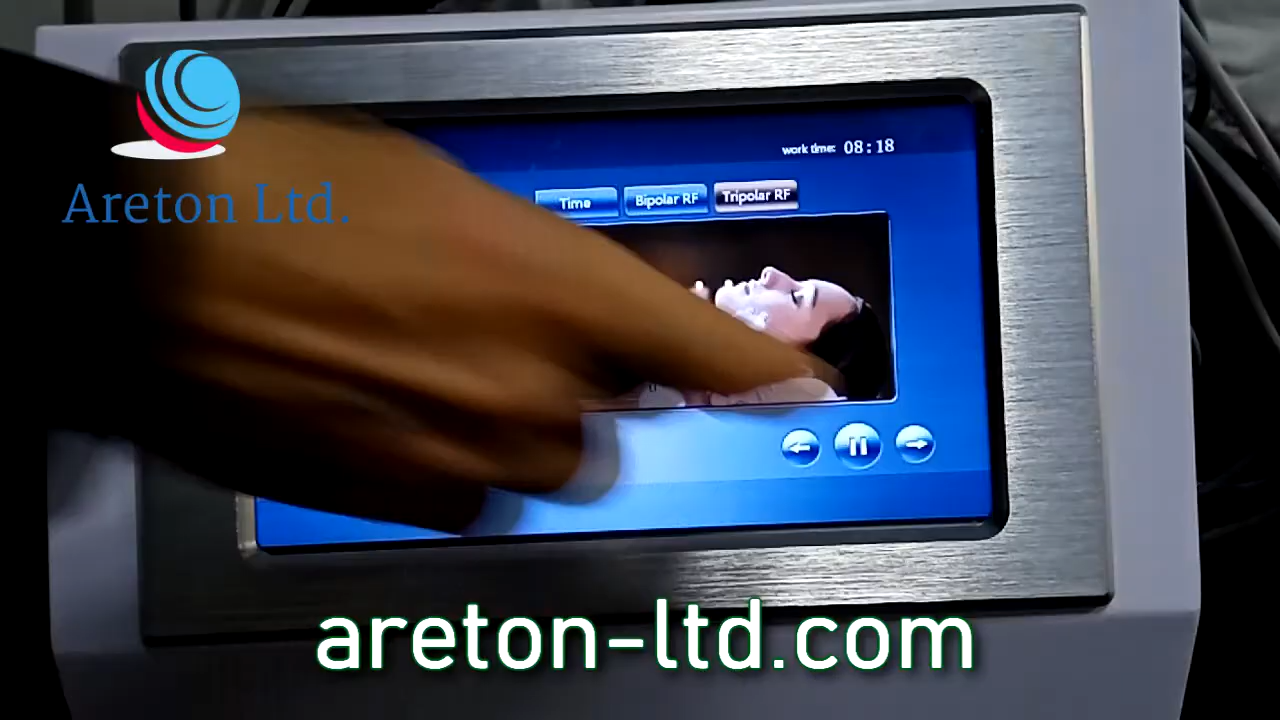 Areton Ltd.
work time: 08:18
Time
Bipolar RF
Tripolar RF
areton-ltd.com